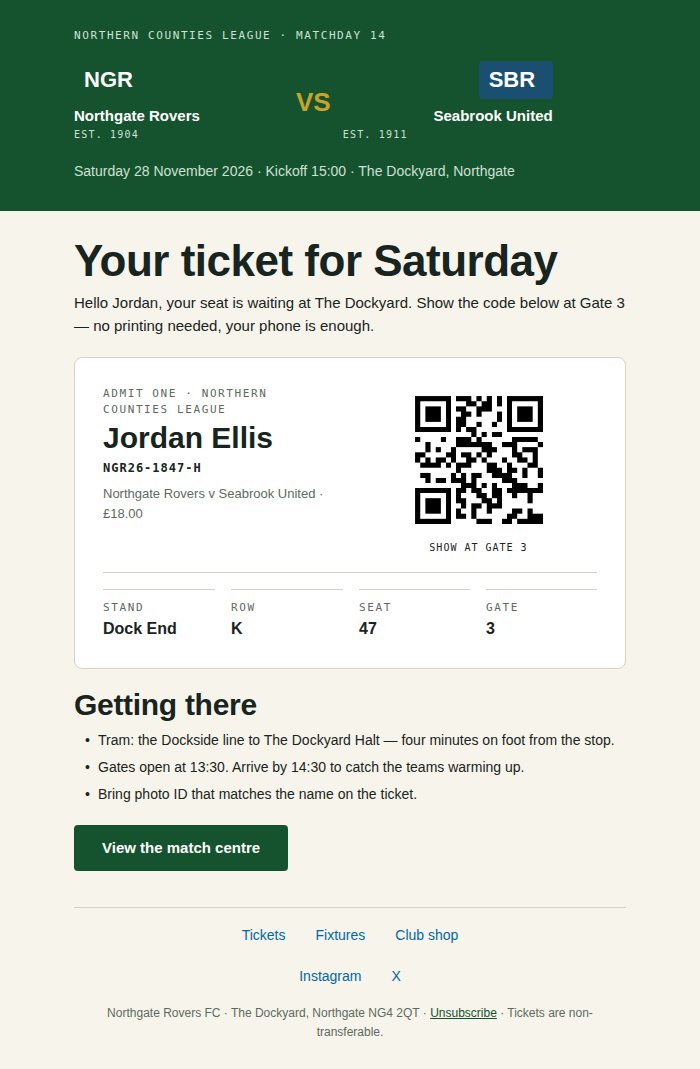 NORTHERN COUNTIES LEAGUE · MATCHDAY 14
NGR
Northgate Rovers
EST. 1904
VS
SBR
Seabrook United
EST. 1911
Saturday 28 November 2026 · Kickoff 15:00 · The Dockyard, Northgate
Your ticket for Saturday
Hello Jordan, your seat is waiting at The Dockyard. Show the code below at Gate 3
— no printing needed, your phone is enough.
ADMIT ONE · NORTHERN
COUNTIES LEAGUE
Jordan Ellis
NGR26-1847-H
Northgate Rovers v Seabrook United ·
£18.00
SHOW AT GATE 3
STAND
Dock End
ROW
K
SEAT
47
GATE
3
Getting there
• Tram: the Dockside line to The Dockyard Halt — four minutes on foot from the stop.
• Gates open at 13:30. Arrive by 14:30 to catch the teams warming up.
• Bring photo ID that matches the name on the ticket.
View the match centre
Tickets Fixtures Club shop
Instagram X
Northgate Rovers FC · The Dockyard, Northgate NG4 2QT · Unsubscribe · Tickets are non-
transferable.